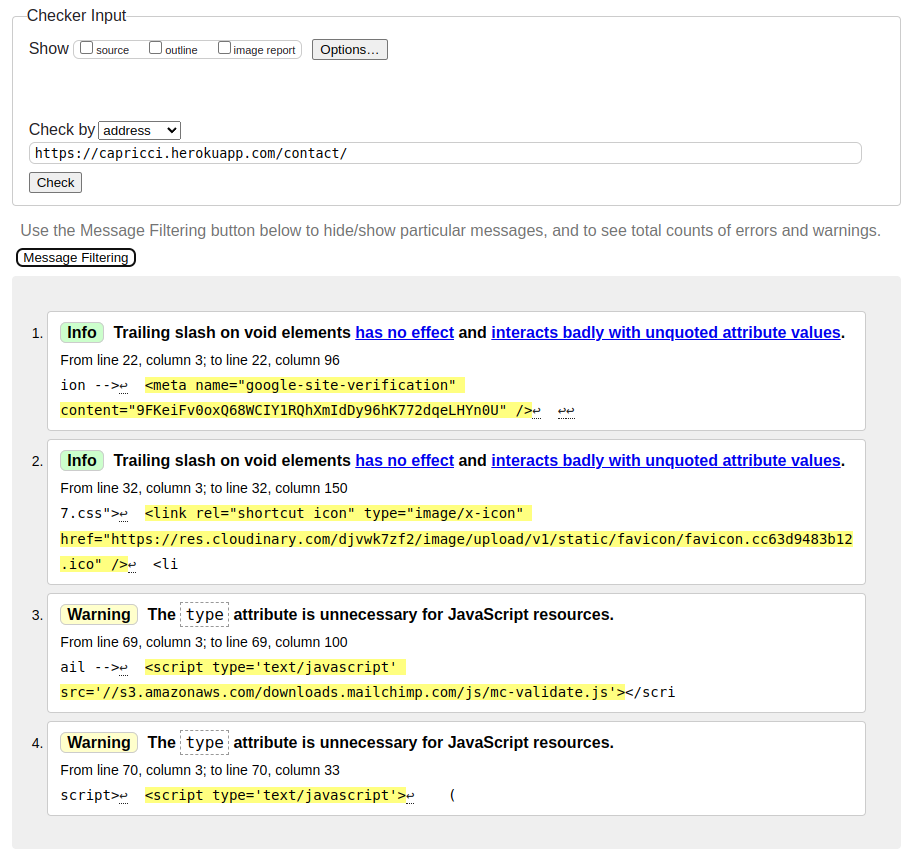 Checker Input
Show source outline image report Options…
Check by address
https://capricci.herokuapp.com/contact/
Check
Use the Message Filtering button below to hide/show particular messages, and to see total counts of errors and warnings.
Message Filtering
1. Info Trailing slash on void elements has no effect and interacts badly with unquoted attribute values.
From line 22, column 3; to line 22, column 96
ion -->↩ <meta name="google-site-verification"
content="9FKeiFv0oxQ68WCIY1RQhXmIdDy96hK772dqeLHYn0U" />↩ ↩↩
2. Info Trailing slash on void elements has no effect and interacts badly with unquoted attribute values.
From line 32, column 3; to line 32, column 150
7.css">↩ <link rel="shortcut icon" type="image/x-icon"
href="https://res.cloudinary.com/djvwk7zf2/image/upload/v1/static/favicon/favicon.cc63d9483b12
.ico" />↩ <li
3. Warning The type attribute is unnecessary for JavaScript resources.
From line 69, column 3; to line 69, column 100
ail -->↩ <script type='text/javascript'
src='//s3.amazonaws.com/downloads.mailchimp.com/js/mc-validate.js'></scri
4. Warning The type attribute is unnecessary for JavaScript resources.
From line 70, column 3; to line 70, column 33
script>↩ <script type='text/javascript'>↩ (